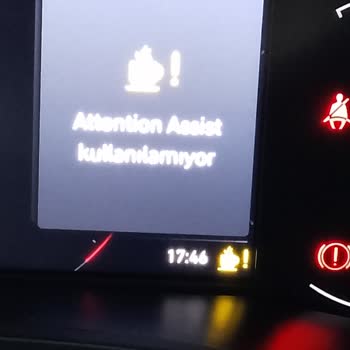 Attention Assist
kullanılamıyor
17:46